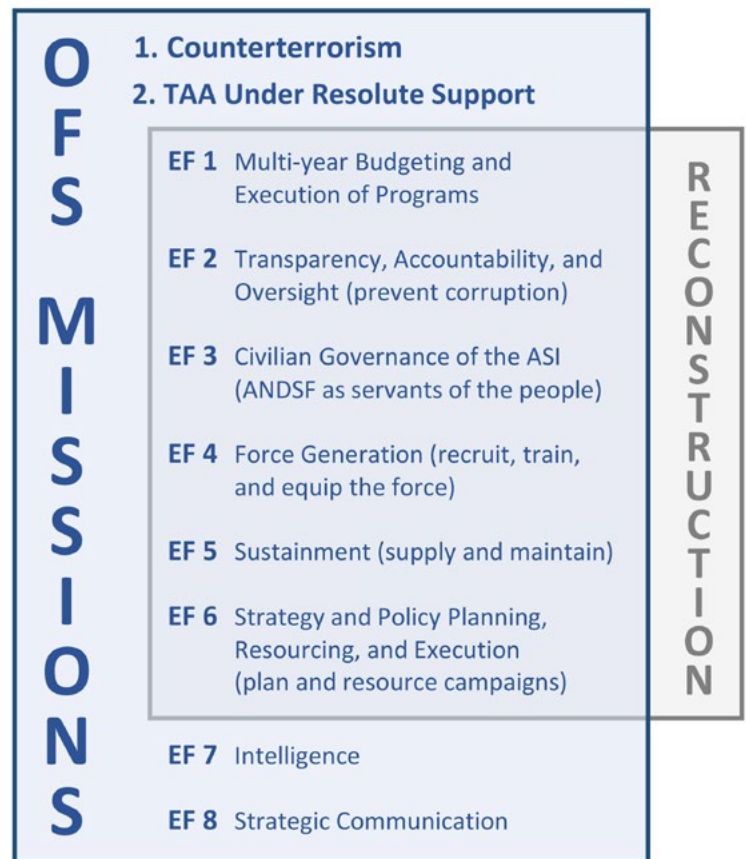 OFS MISSIONS
1. Counterterrorism
2. TAA Under Resolute Support
EF 1 Multi-year Budgeting and
Execution of Programs
EF 2 Transparency, Accountability, and
Oversight (prevent corruption)
EF 3 Civilian Governance of the ASI
(ANDSF as servants of the people)
EF 4 Force Generation (recruit, train,
and equip the force)
EF 5 Sustainment (supply and maintain)
EF 6 Strategy and Policy Planning,
Resourcing, and Execution
(plan and resource campaigns)
EF 7 Intelligence
EF 8 Strategic Communication
RECONSTRUCTION